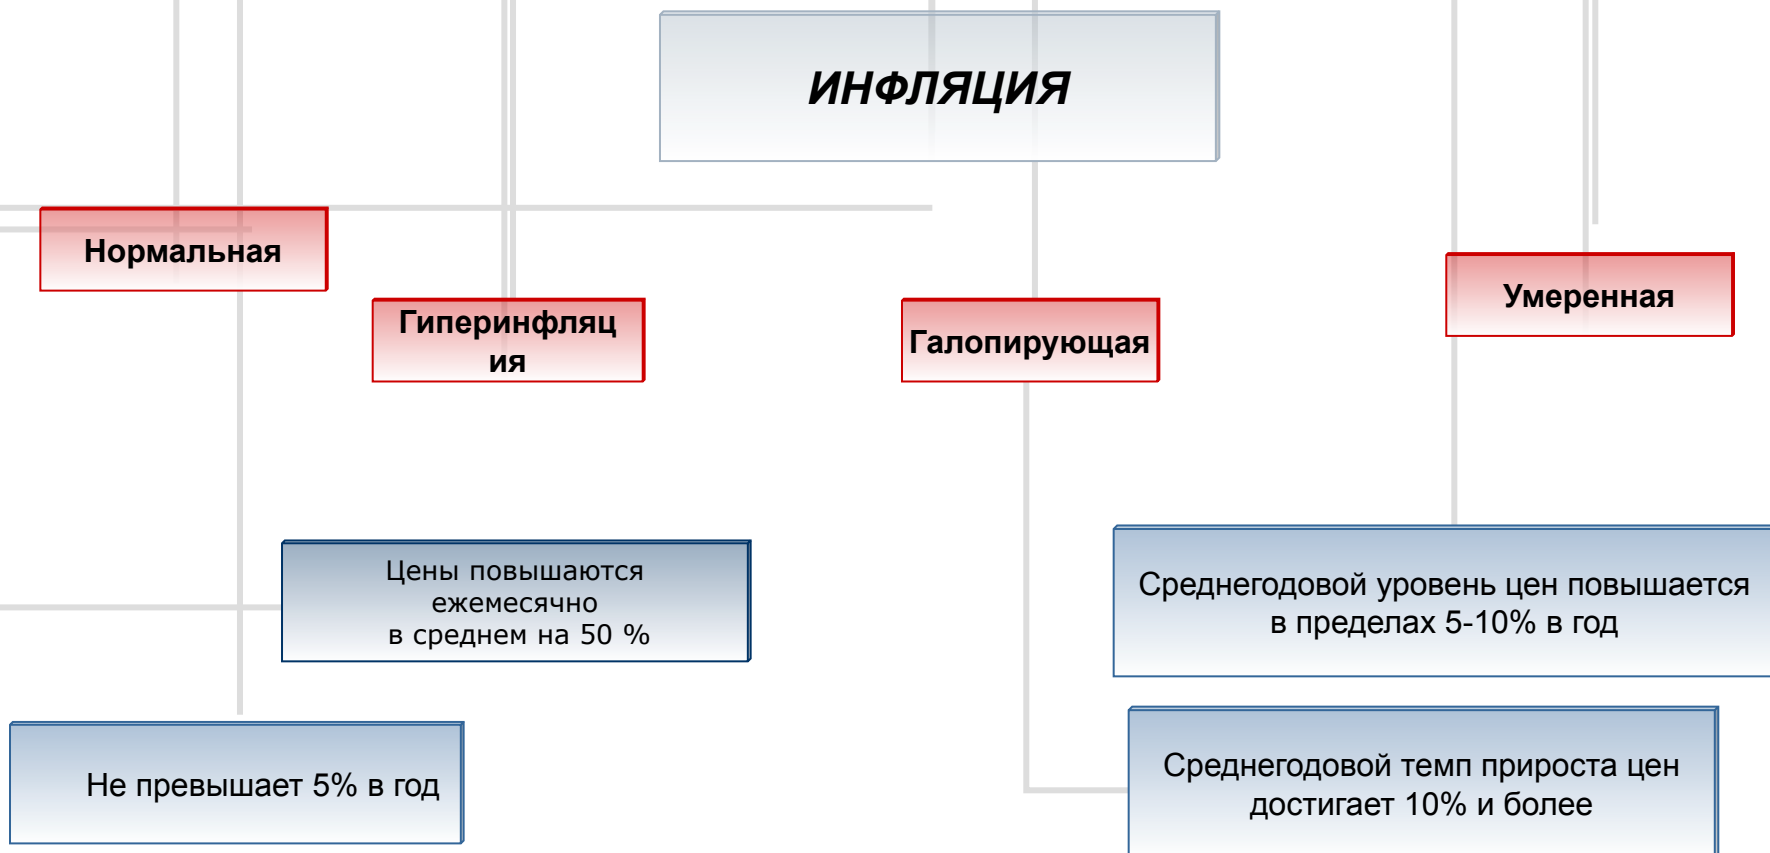 ИНФЛЯЦИЯ
Нормальная
Гиперинфляц
ия
Галопирующая
Умеренная
Цены повышаются
ежемесячно
в среднем на 50 %
Среднегодовой уровень цен повышается
в пределах 5-10% в год
Не превышает 5% в год
Среднегодовой темп прироста цен
достигает 10% и более